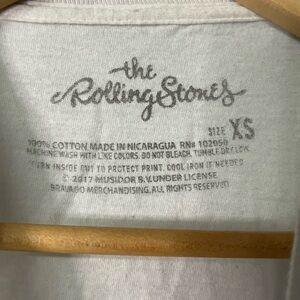 the
Rolling Stones
SIZE XS
100% COTTON MADE IN NICARAGUA RN# 102050
MACHINE WASH WITH LIKE COLORS. DO NOT BLEACH. TUMBLE DRY LOW.
TURN INSIDE OUT TO PROTECT PRINT. COOL IRON IF NEEDED
© 2017 MUSIDOR B.V. UNDER LICENSE
BRAVADO MERCHANDISING. ALL RIGHTS RESERVED